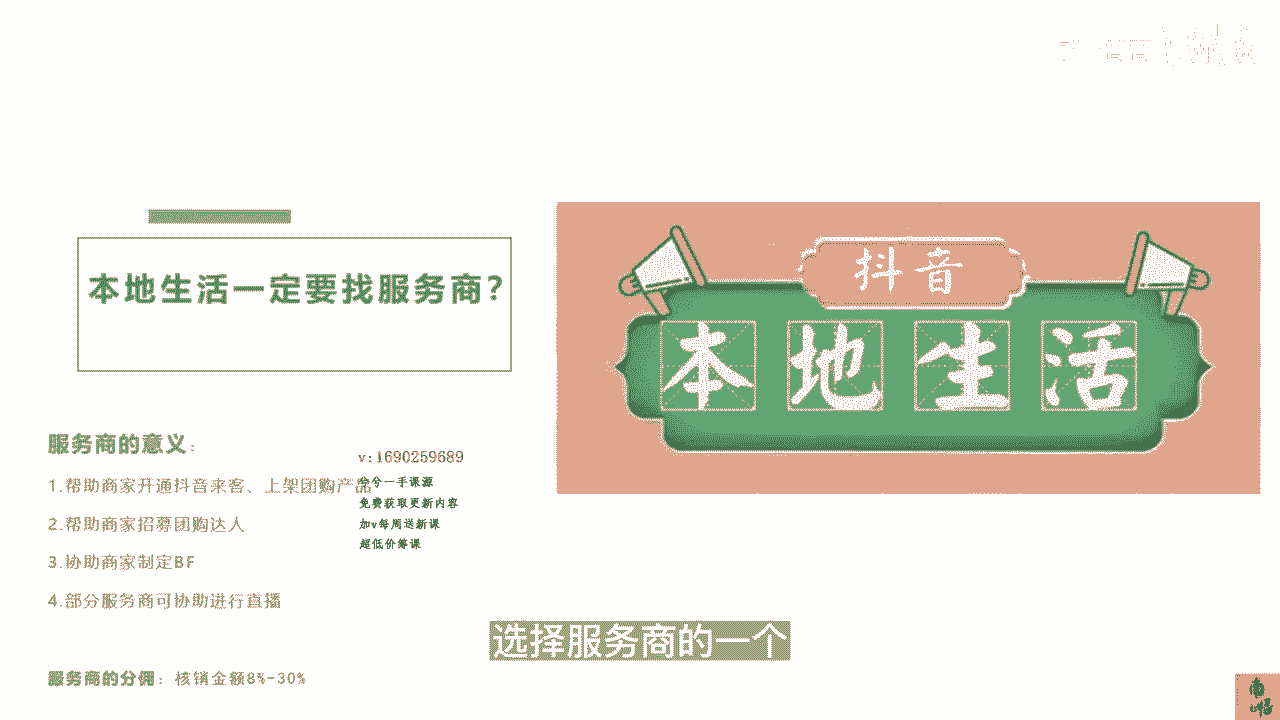 本地生活一定要找服务商?
抖音
本地生活
服务商的意义:
1.帮助商家开通抖音来客、上架团购产品
2.帮助商家招募团购达人
3.协助商家制定BF
4.部分服务商可协助进行直播
服务商的分佣: 核销金额8%-30%
v:1690259689
兮一手课源
免费获取更新内容
加v每周送新课
超低价筹课
选择服务商的一个